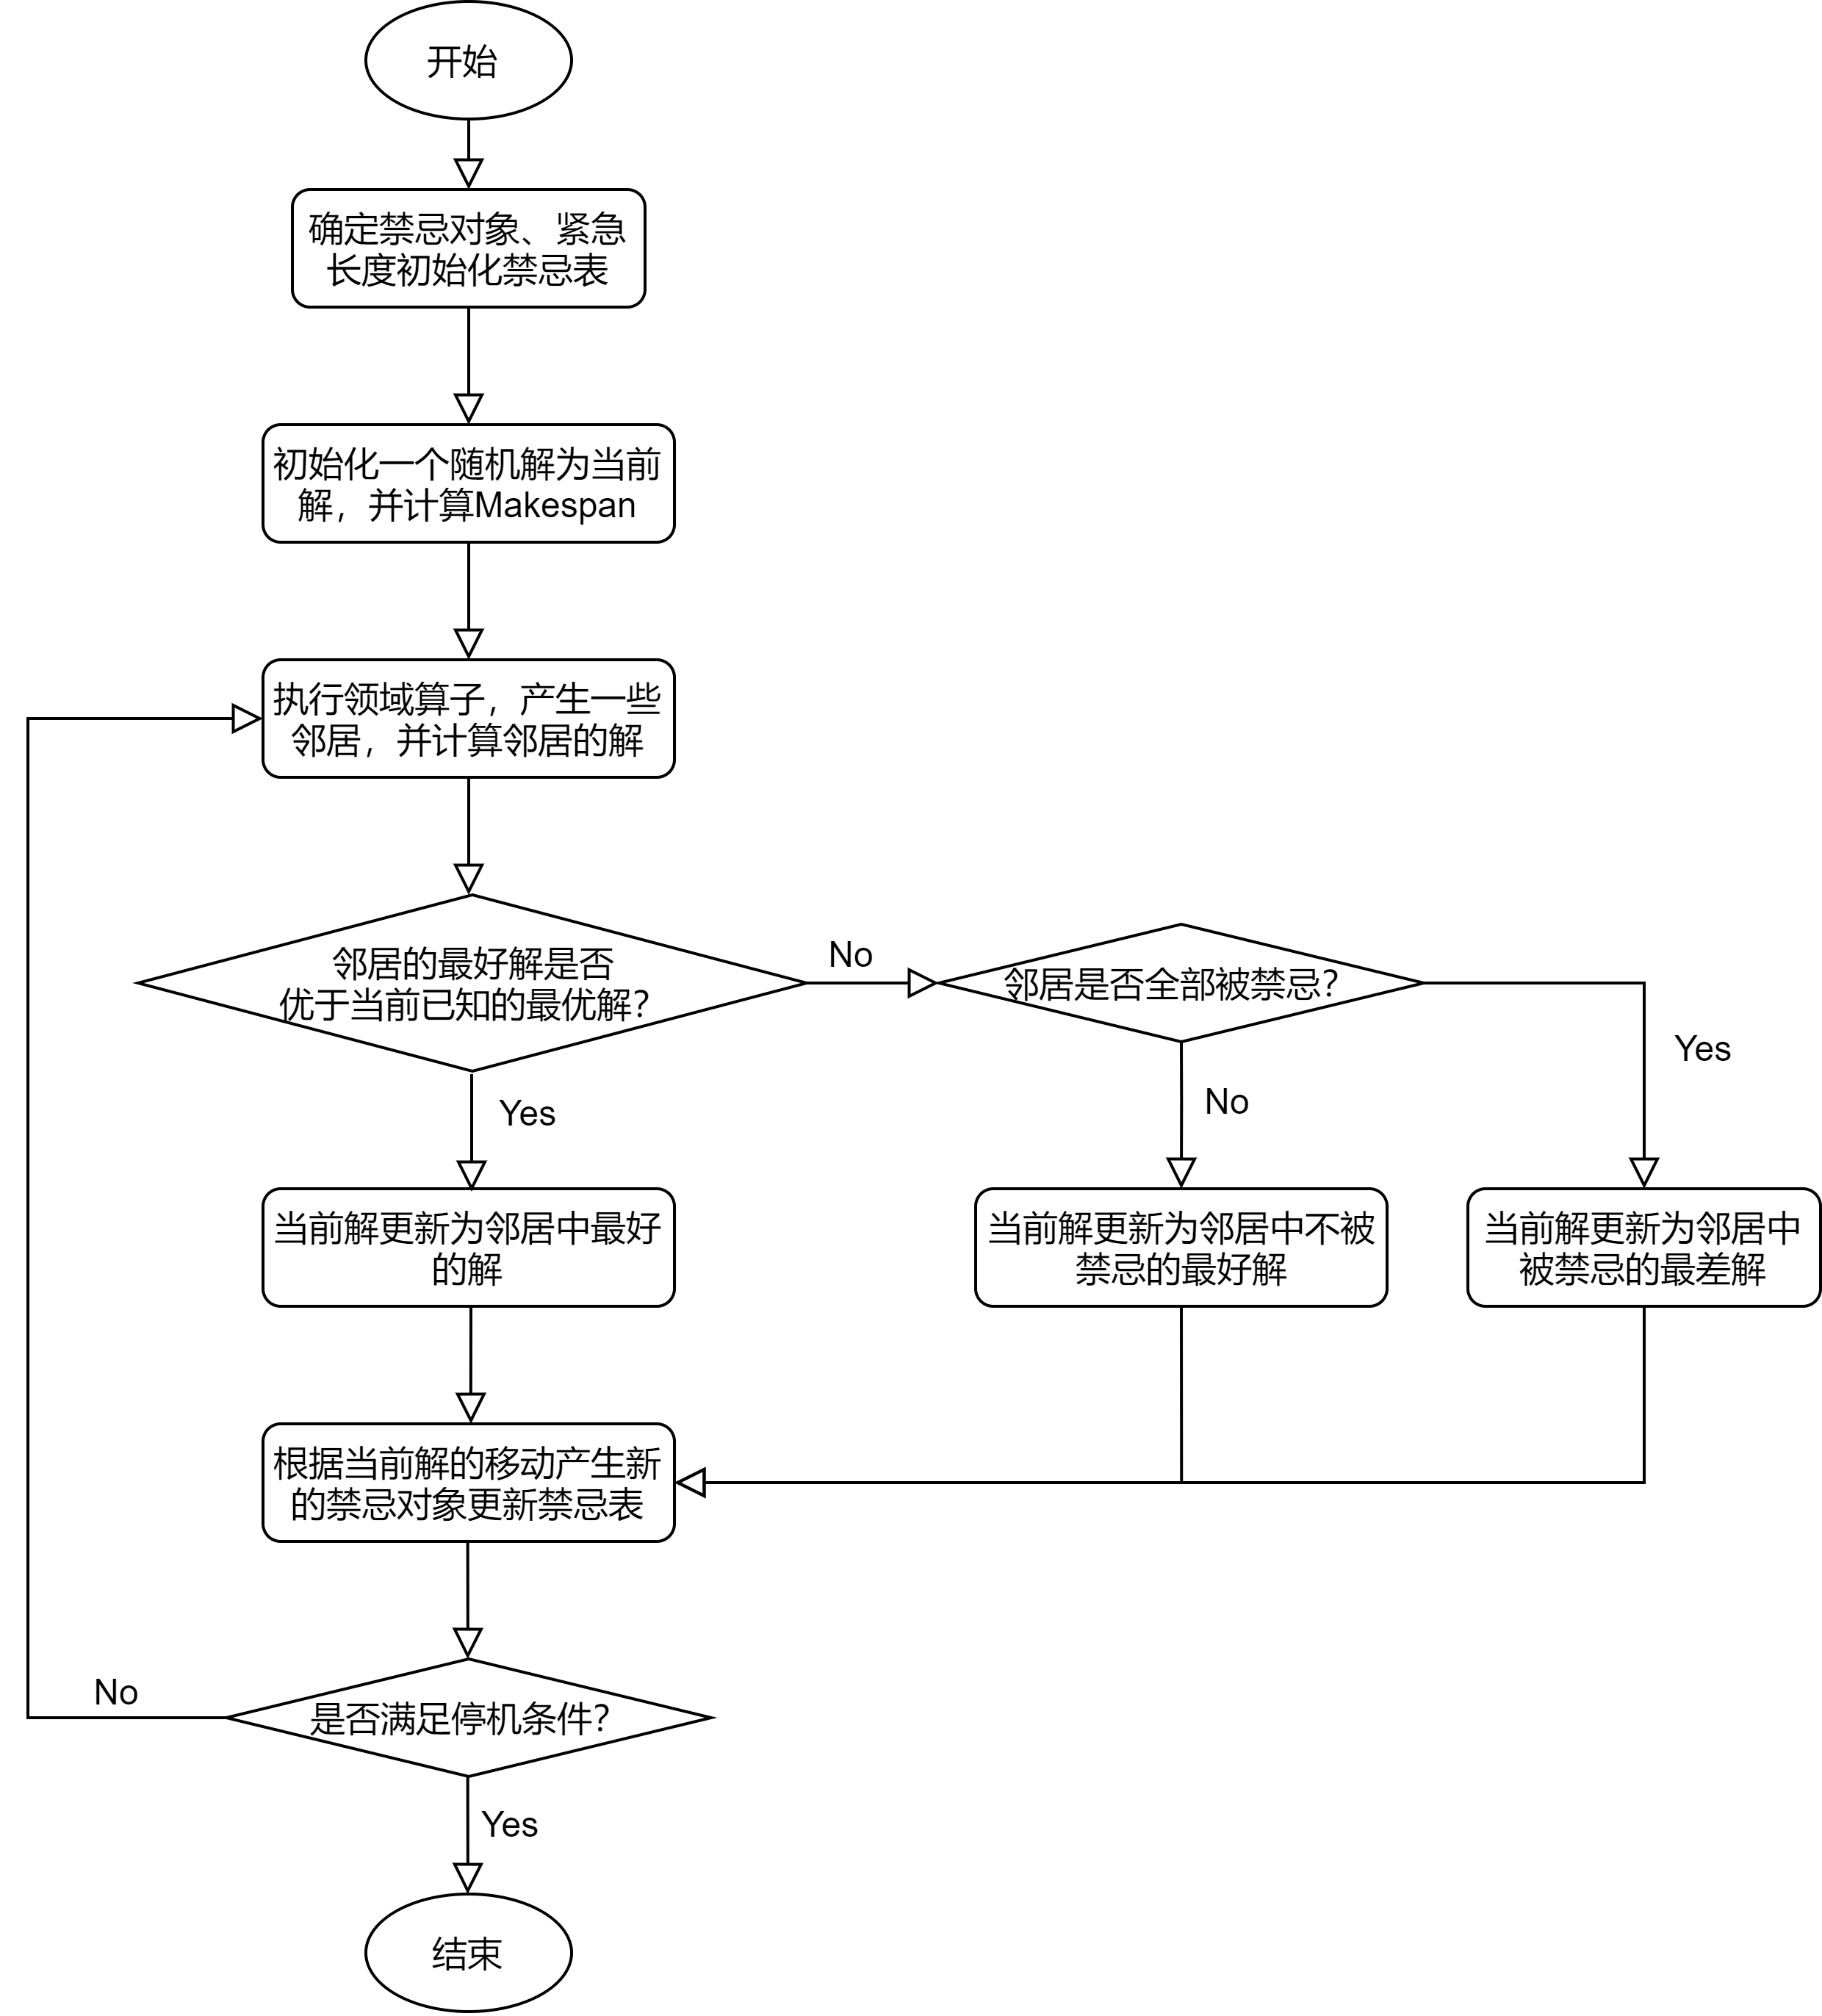 开始
确定禁忌对象、紧急
长度初始化禁忌表
初始化一个随机解为当前
解，并计算Makespan
执行领域算子，产生一些
邻居，并计算邻居的解
邻居的最好解是否
优于当前已知的最优解？
No
邻居是否全部被禁忌？
Yes
No
Yes
当前解更新为邻居中最好
的解
当前解更新为邻居中不被
禁忌的最好解
当前解更新为邻居中
被禁忌的最差解
根据当前解的移动产生新
的禁忌对象更新禁忌表
No
是否满足停机条件？
Yes
结束